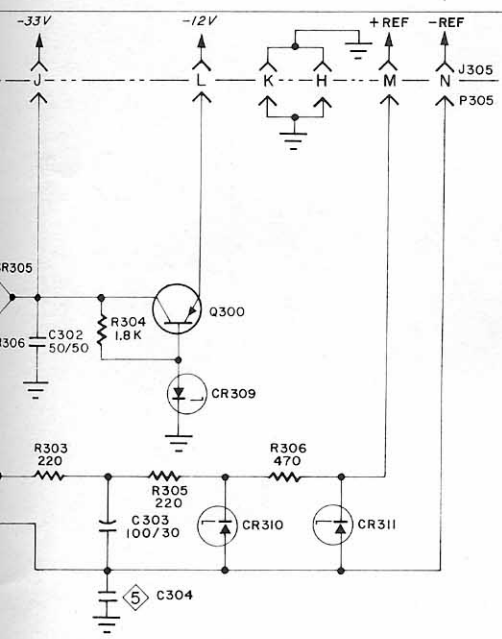 -33V -12V +REF -REF
J L K H M N J305
P305
CR305
Q300
R304
1.8K
R306 C302
50/50
CR309
R303
220
R306
470
R305
220
C303
100/30
CR310 CR311
5 C304